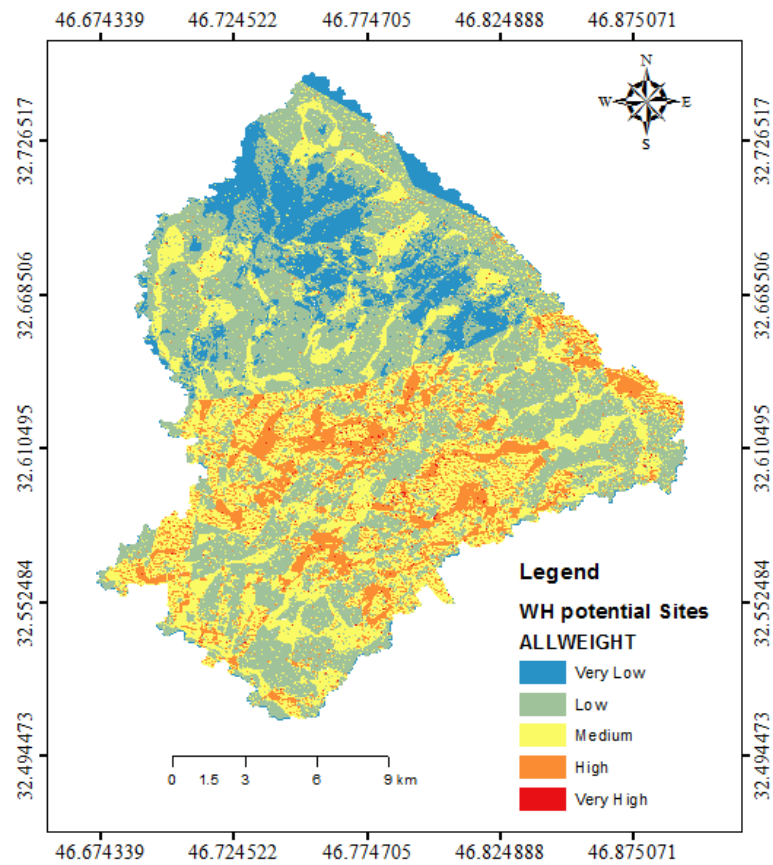 46.674339 46.724522 46.774705 46.824888 46.875071
N
W E
S
32.726517 32.726517
32.668506 32.668506
32.610495 32.610495
32.552484 32.552484
32.494473 32.494473
Legend
WH potential Sites
ALLWEIGHT
Very Low
Low
Medium
High
Very High
0 1.5 3 6 9 km
46.674339 46.724522 46.774705 46.824888 46.875071